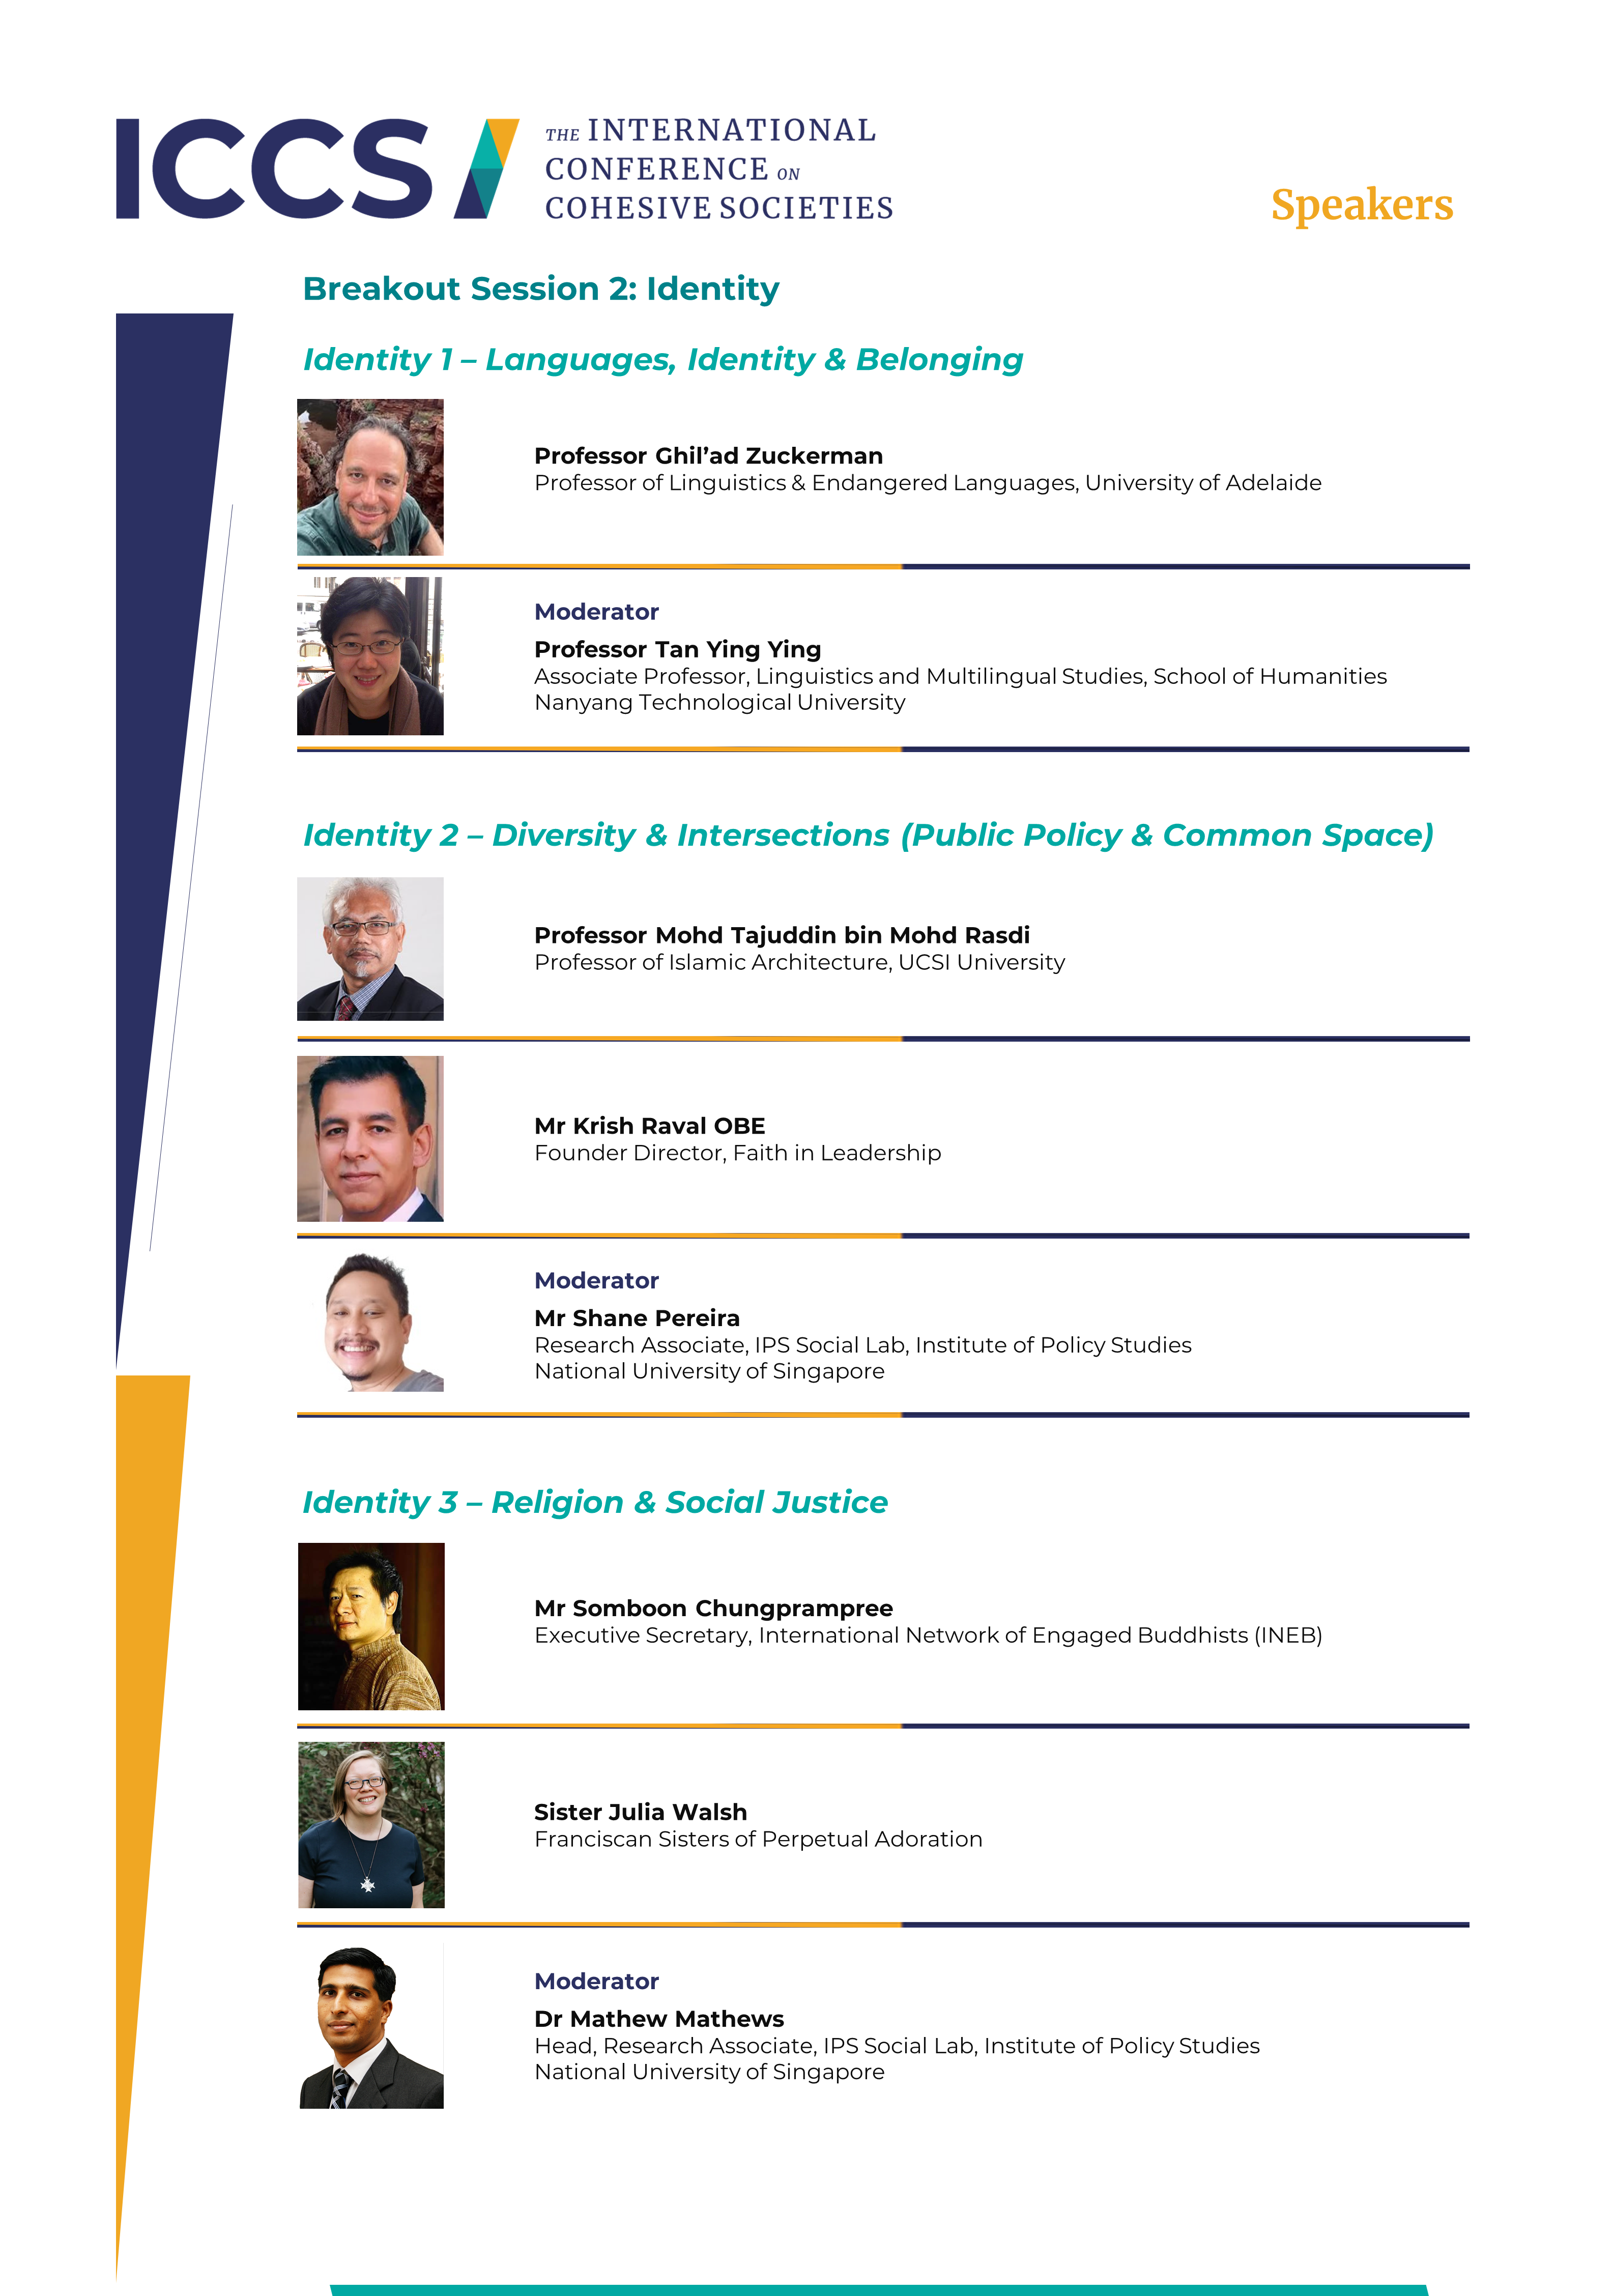 ICCS
THE INTERNATIONAL
CONFERENCE ON
COHESIVE SOCIETIES
Speakers
Breakout Session 2: Identity
Identity 1 – Languages, Identity & Belonging
Professor Ghil’ad Zuckerman
Professor of Linguistics & Endangered Languages, University of Adelaide
Moderator
Professor Tan Ying Ying
Associate Professor, Linguistics and Multilingual Studies, School of Humanities
Nanyang Technological University
Identity 2 – Diversity & Intersections (Public Policy & Common Space)
Professor Mohd Tajuddin bin Mohd Rasdi
Professor of Islamic Architecture, UCSI University
Mr Krish Raval OBE
Founder Director, Faith in Leadership
Moderator
Mr Shane Pereira
Research Associate, IPS Social Lab, Institute of Policy Studies
National University of Singapore
Identity 3 – Religion & Social Justice
Mr Somboon Chungprampree
Executive Secretary, International Network of Engaged Buddhists (INEB)
Sister Julia Walsh
Franciscan Sisters of Perpetual Adoration
Moderator
Dr Mathew Mathews
Head, Research Associate, IPS Social Lab, Institute of Policy Studies
National University of Singapore